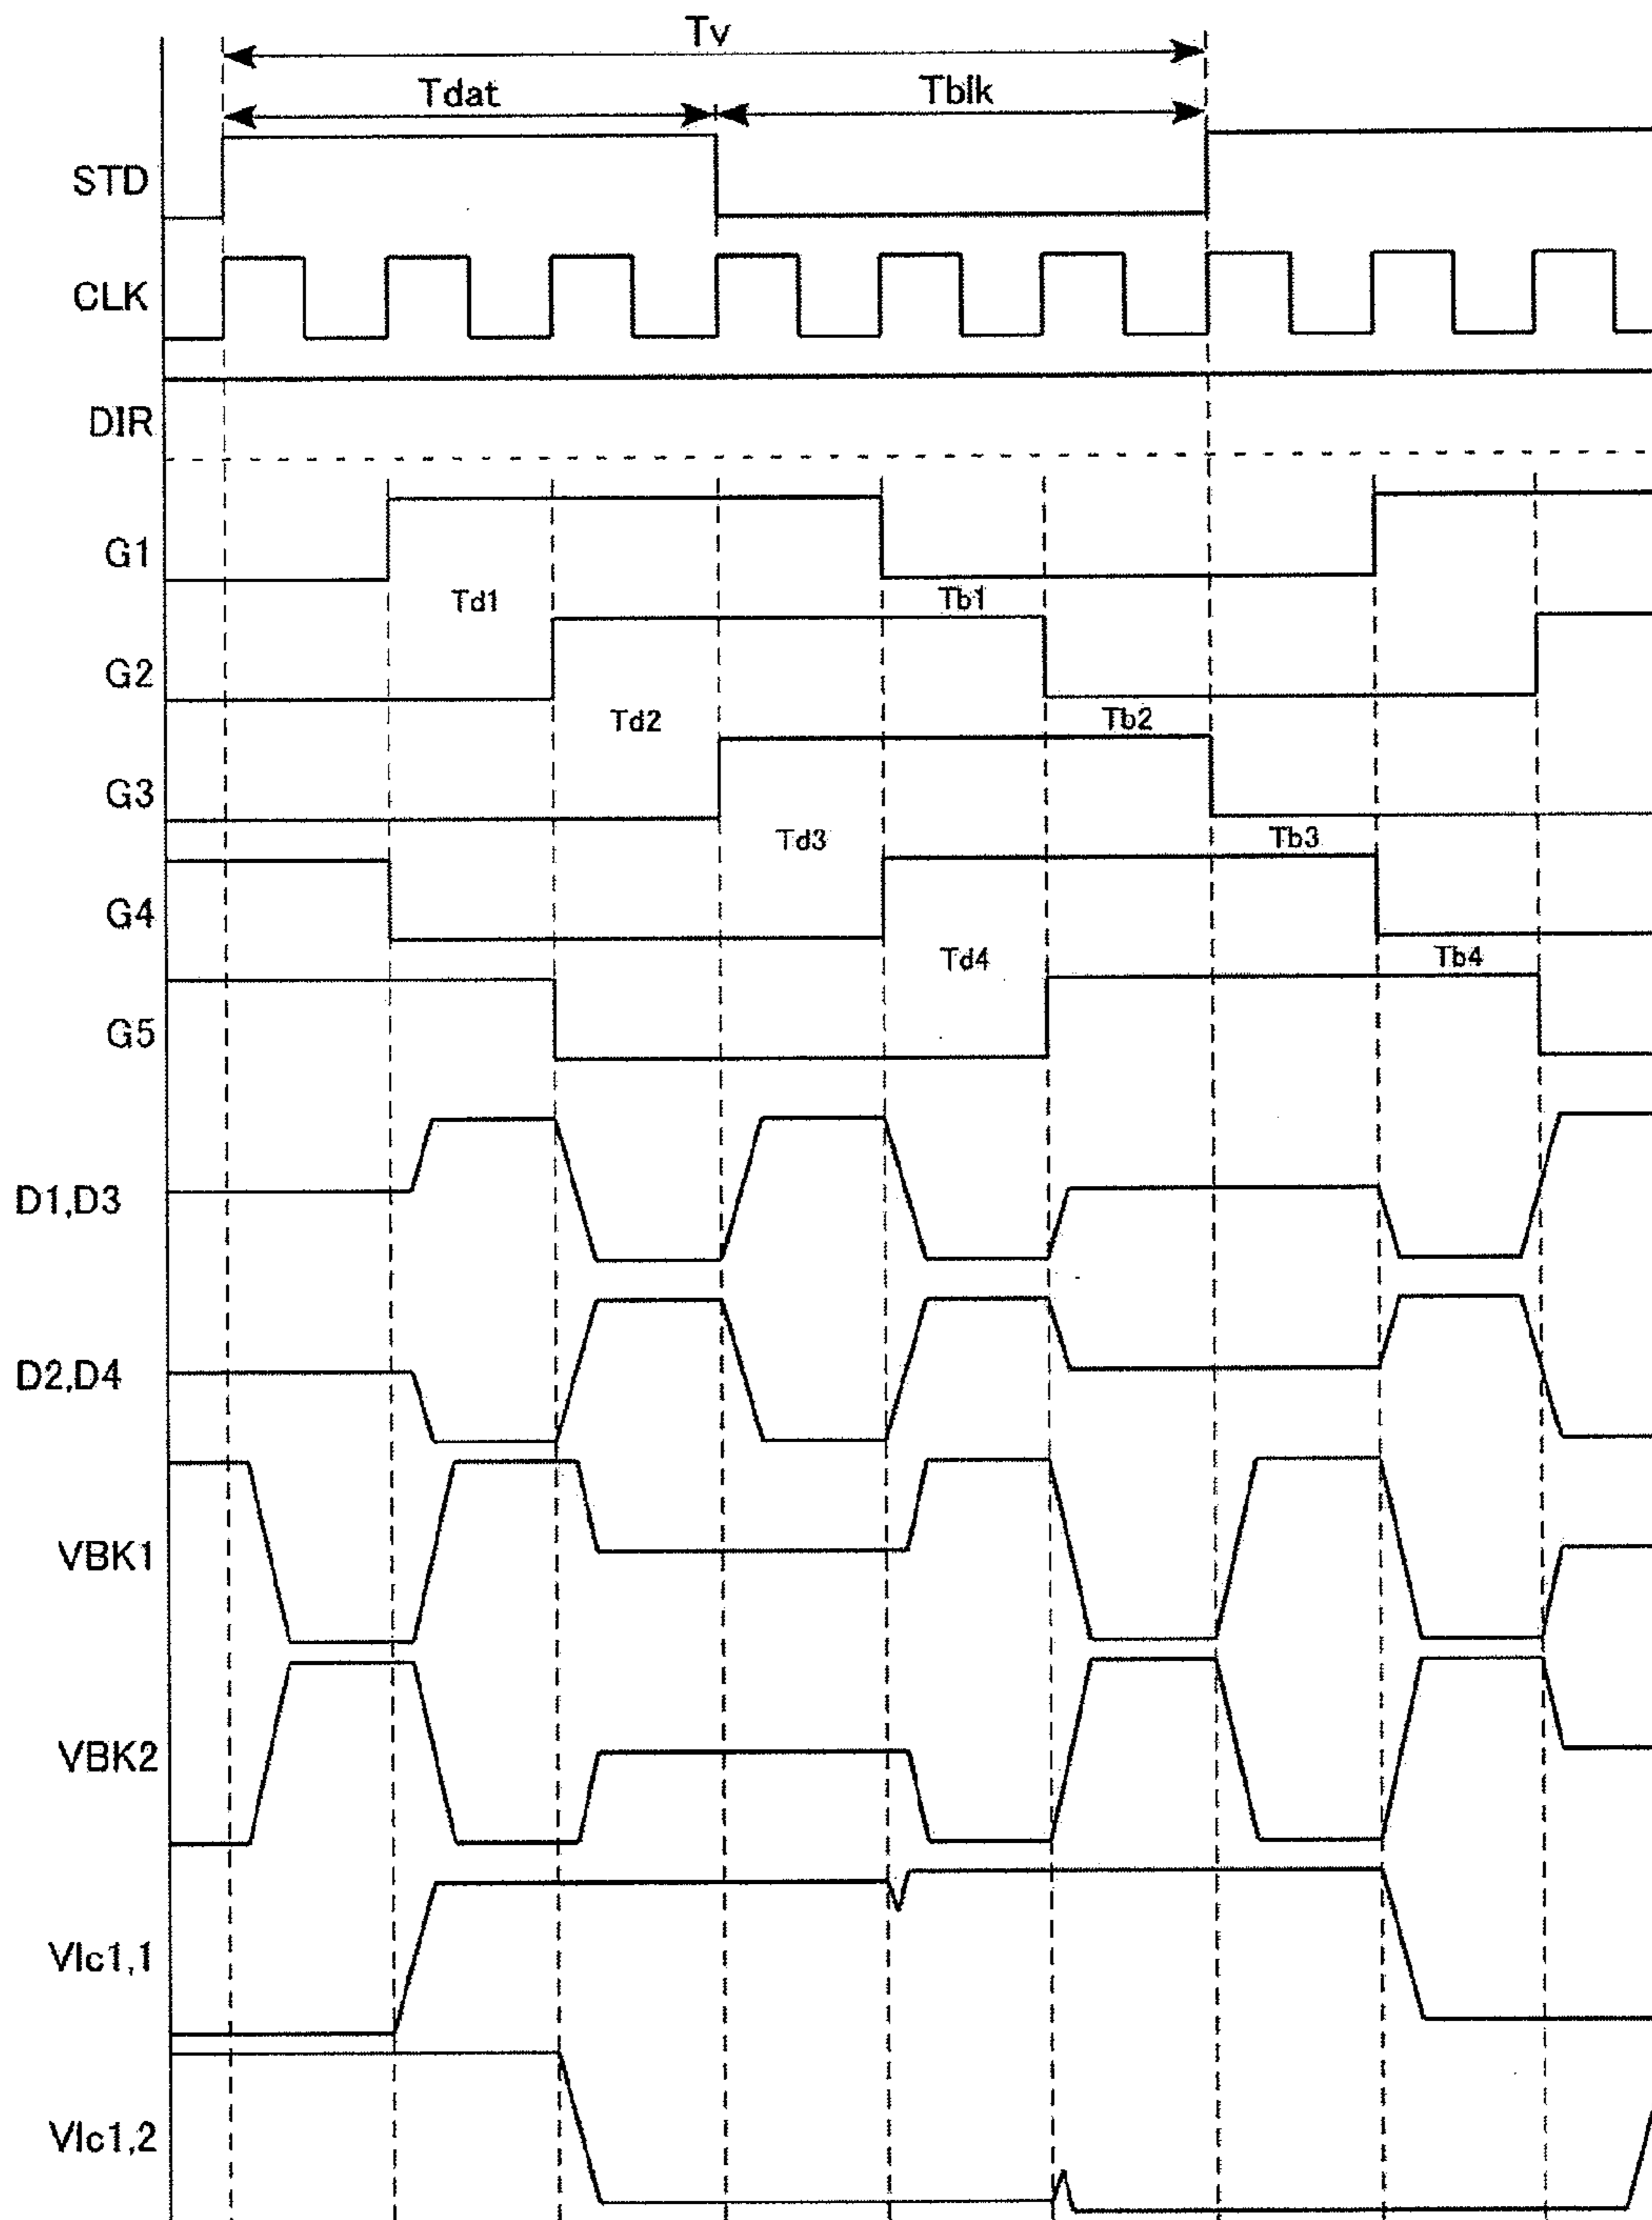 Tv
Tdat
Tblk
STD
CLK
DIR
G1
Td1
Tb1
G2
Td2
Tb2
G3
Td3
Tb3
G4
Td4
Tb4
G5
D1,D3
D2,D4
VBK1
VBK2
Vlc1,1
Vlc1,2